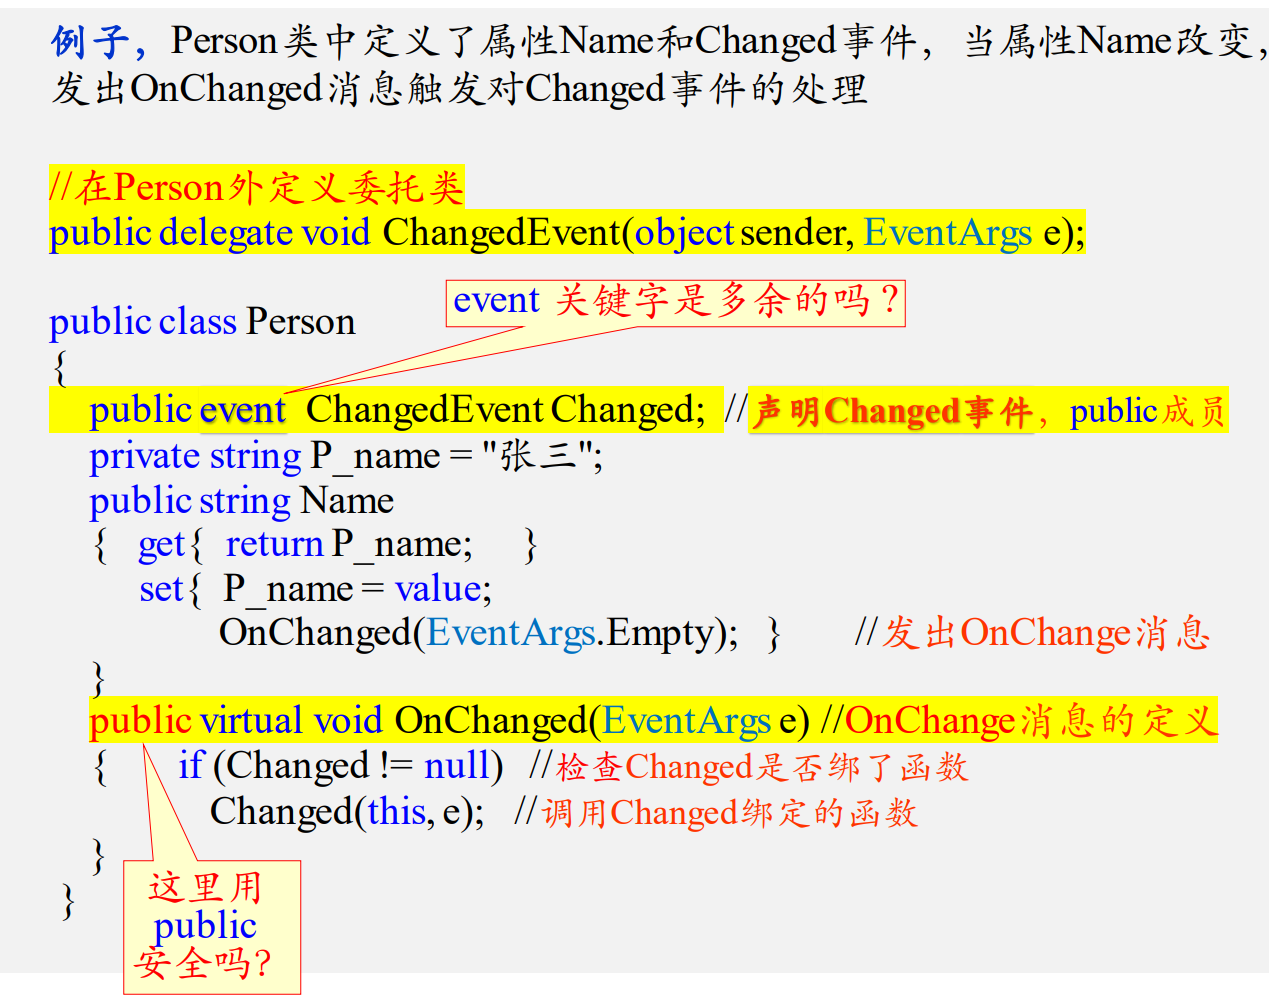 例子，Person类中定义了属性Name和Changed事件，当属性Name改变，
发出OnChanged消息触发对Changed事件的处理
//在Person外定义委托类
public delegate void ChangedEvent(object sender, EventArgs e);
event 关键字是多余的吗？
public class Person
{
public event ChangedEvent Changed; //声明Changed事件，public成员
private string P_name = "张三";
public string Name
{ get{ return P_name; }
set{ P_name = value;
OnChanged(EventArgs.Empty); } //发出OnChange消息
}
public virtual void OnChanged(EventArgs e) //OnChange消息的定义
{ if (Changed != null) //检查Changed是否绑了函数
Changed(this, e); //调用Changed绑定的函数
}
}
这里用
public
安全吗?